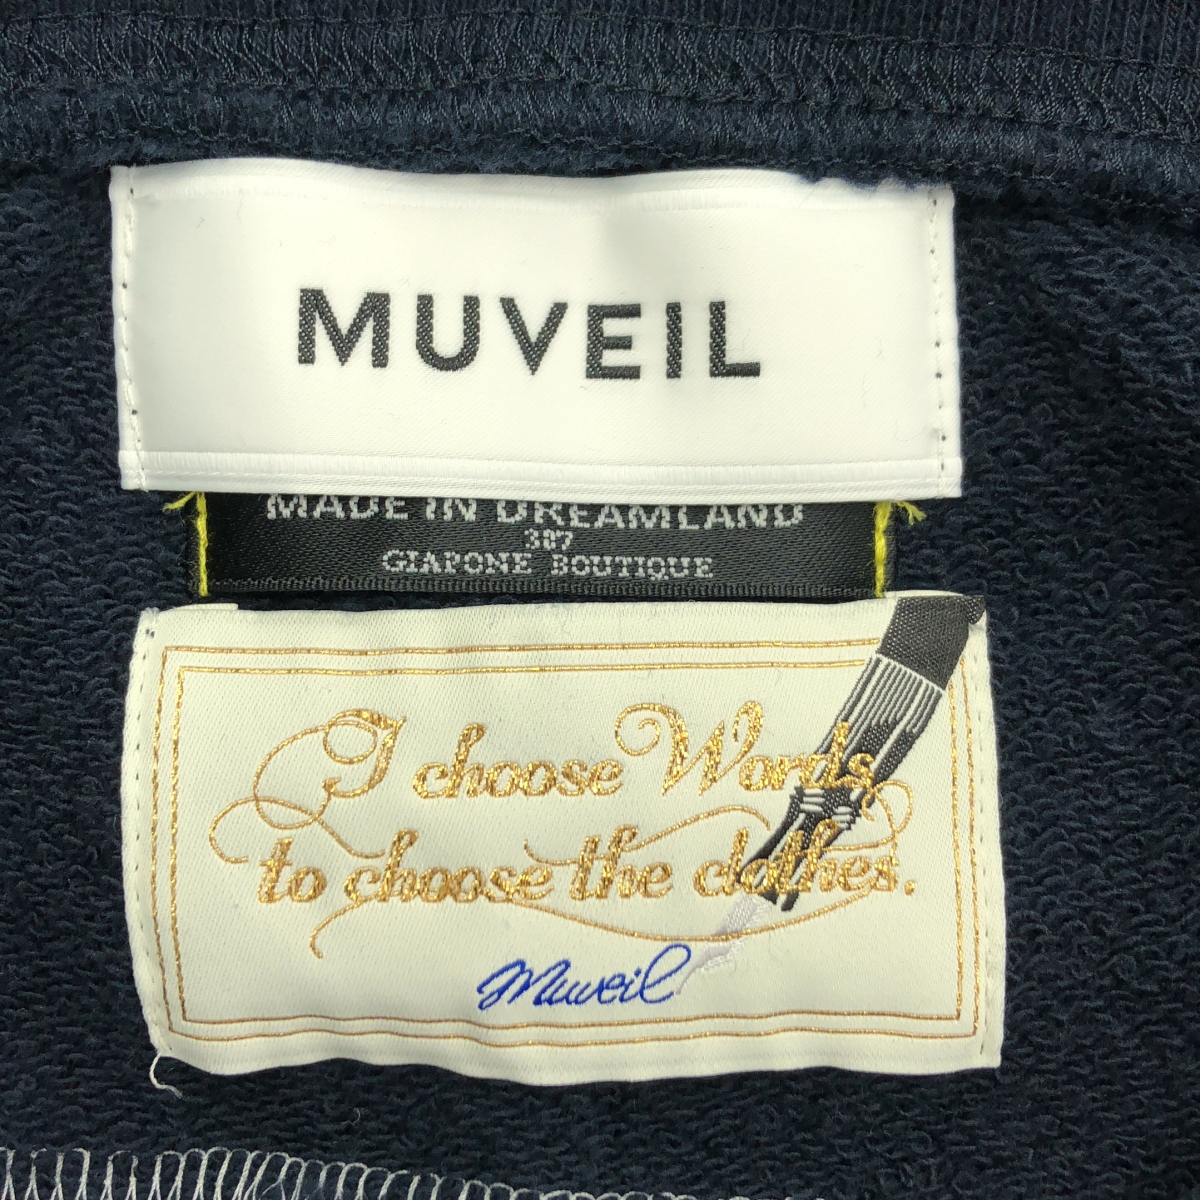 MUVEIL
MADE IN DREAMLAND
387
GIAPONE BOUTIQUE
I choose Words,
to choose the clothes.
Muveil